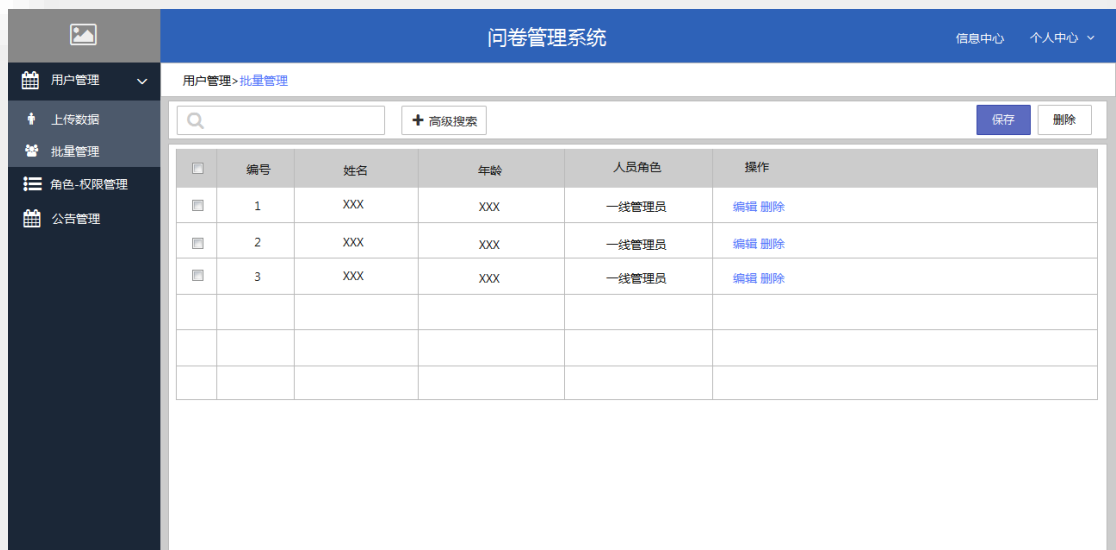 问卷管理系统
信息中心 个人中心
用户管理
上传数据
批量管理
角色-权限管理
公告管理
用户管理>批量管理
高级搜索 保存 删除
编号 姓名 年龄 人员角色 操作
1 XXX XXX 一线管理员 编辑 删除
2 XXX XXX 一线管理员 编辑 删除
3 XXX XXX 一线管理员 编辑 删除